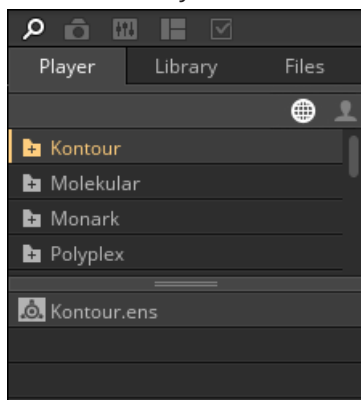 Player Library Files
Kontour
Molekular
Monark
Polyplex
Kontour.ens